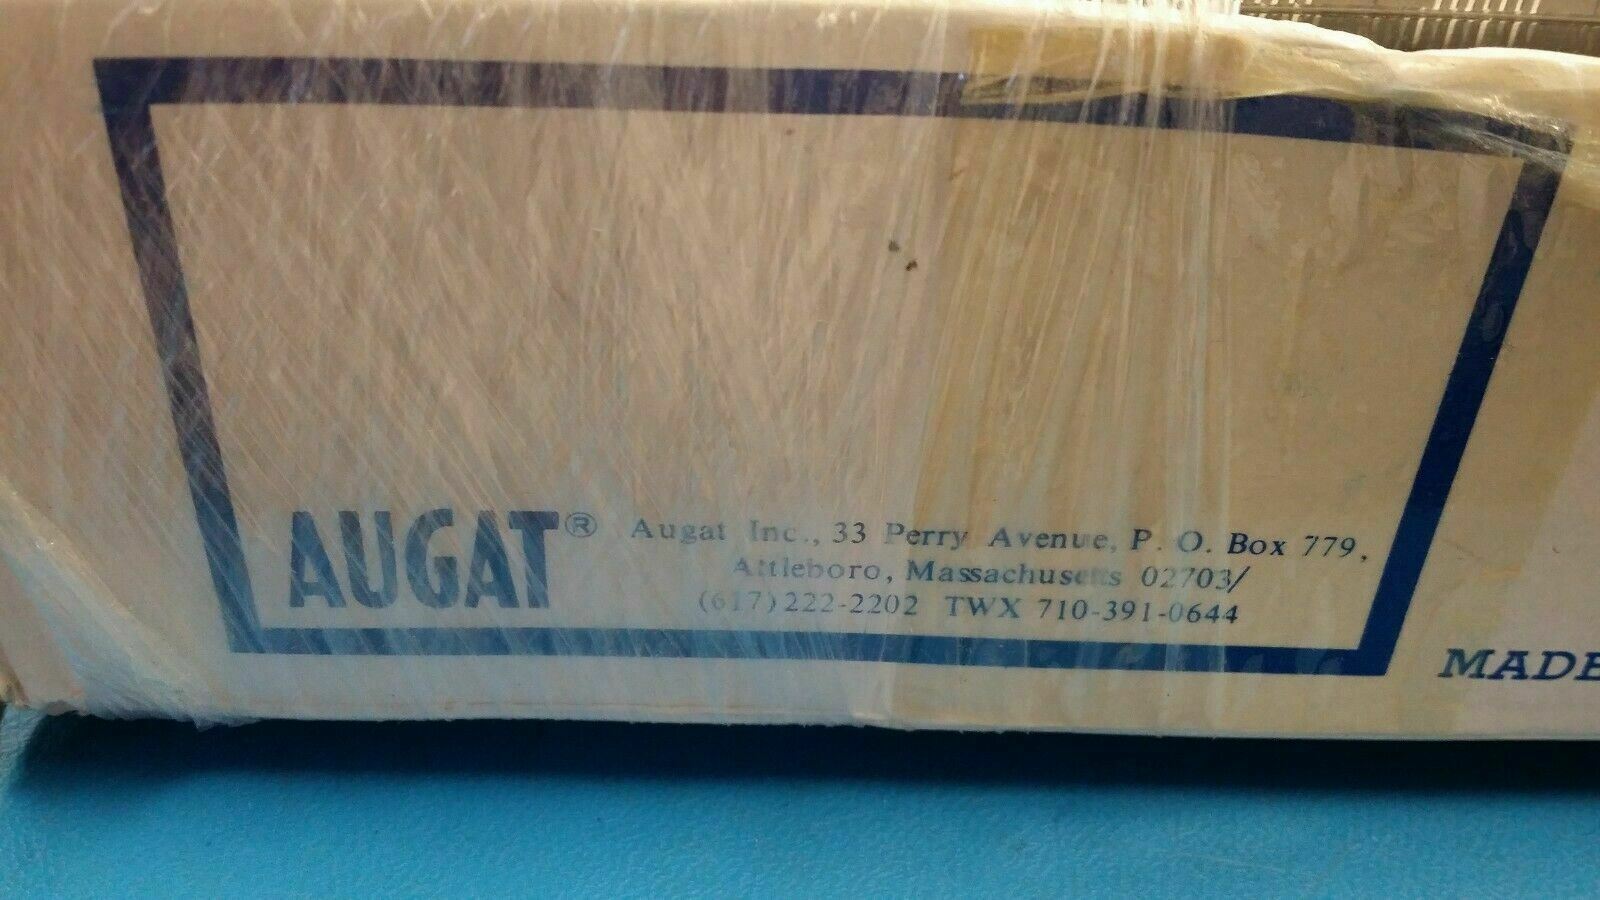 AUGAT® Augat Inc., 33 Perry Avenue, P. O. Box 779,
Attleboro, Massachusetts 02703/
(617) 222-2202 TWX 710-391-0644
MADE